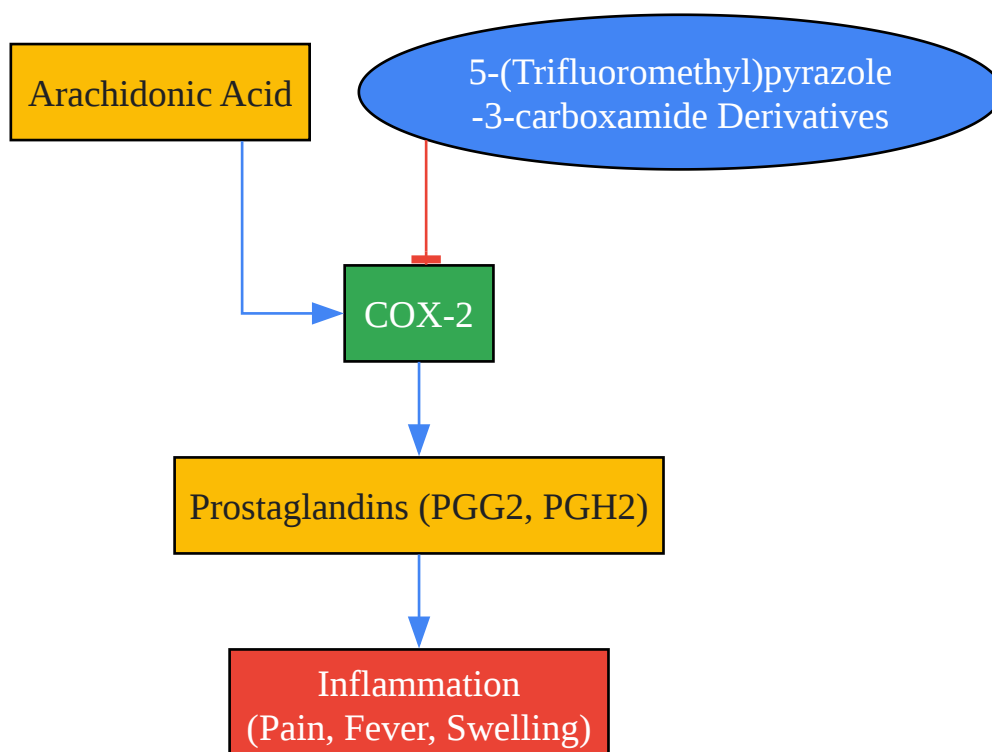 Arachidonic Acid
5-(Trifluoromethyl)pyrazole
-3-carboxamide Derivatives
COX-2
Prostaglandins (PGG2, PGH2)
Inflammation
(Pain, Fever, Swelling)